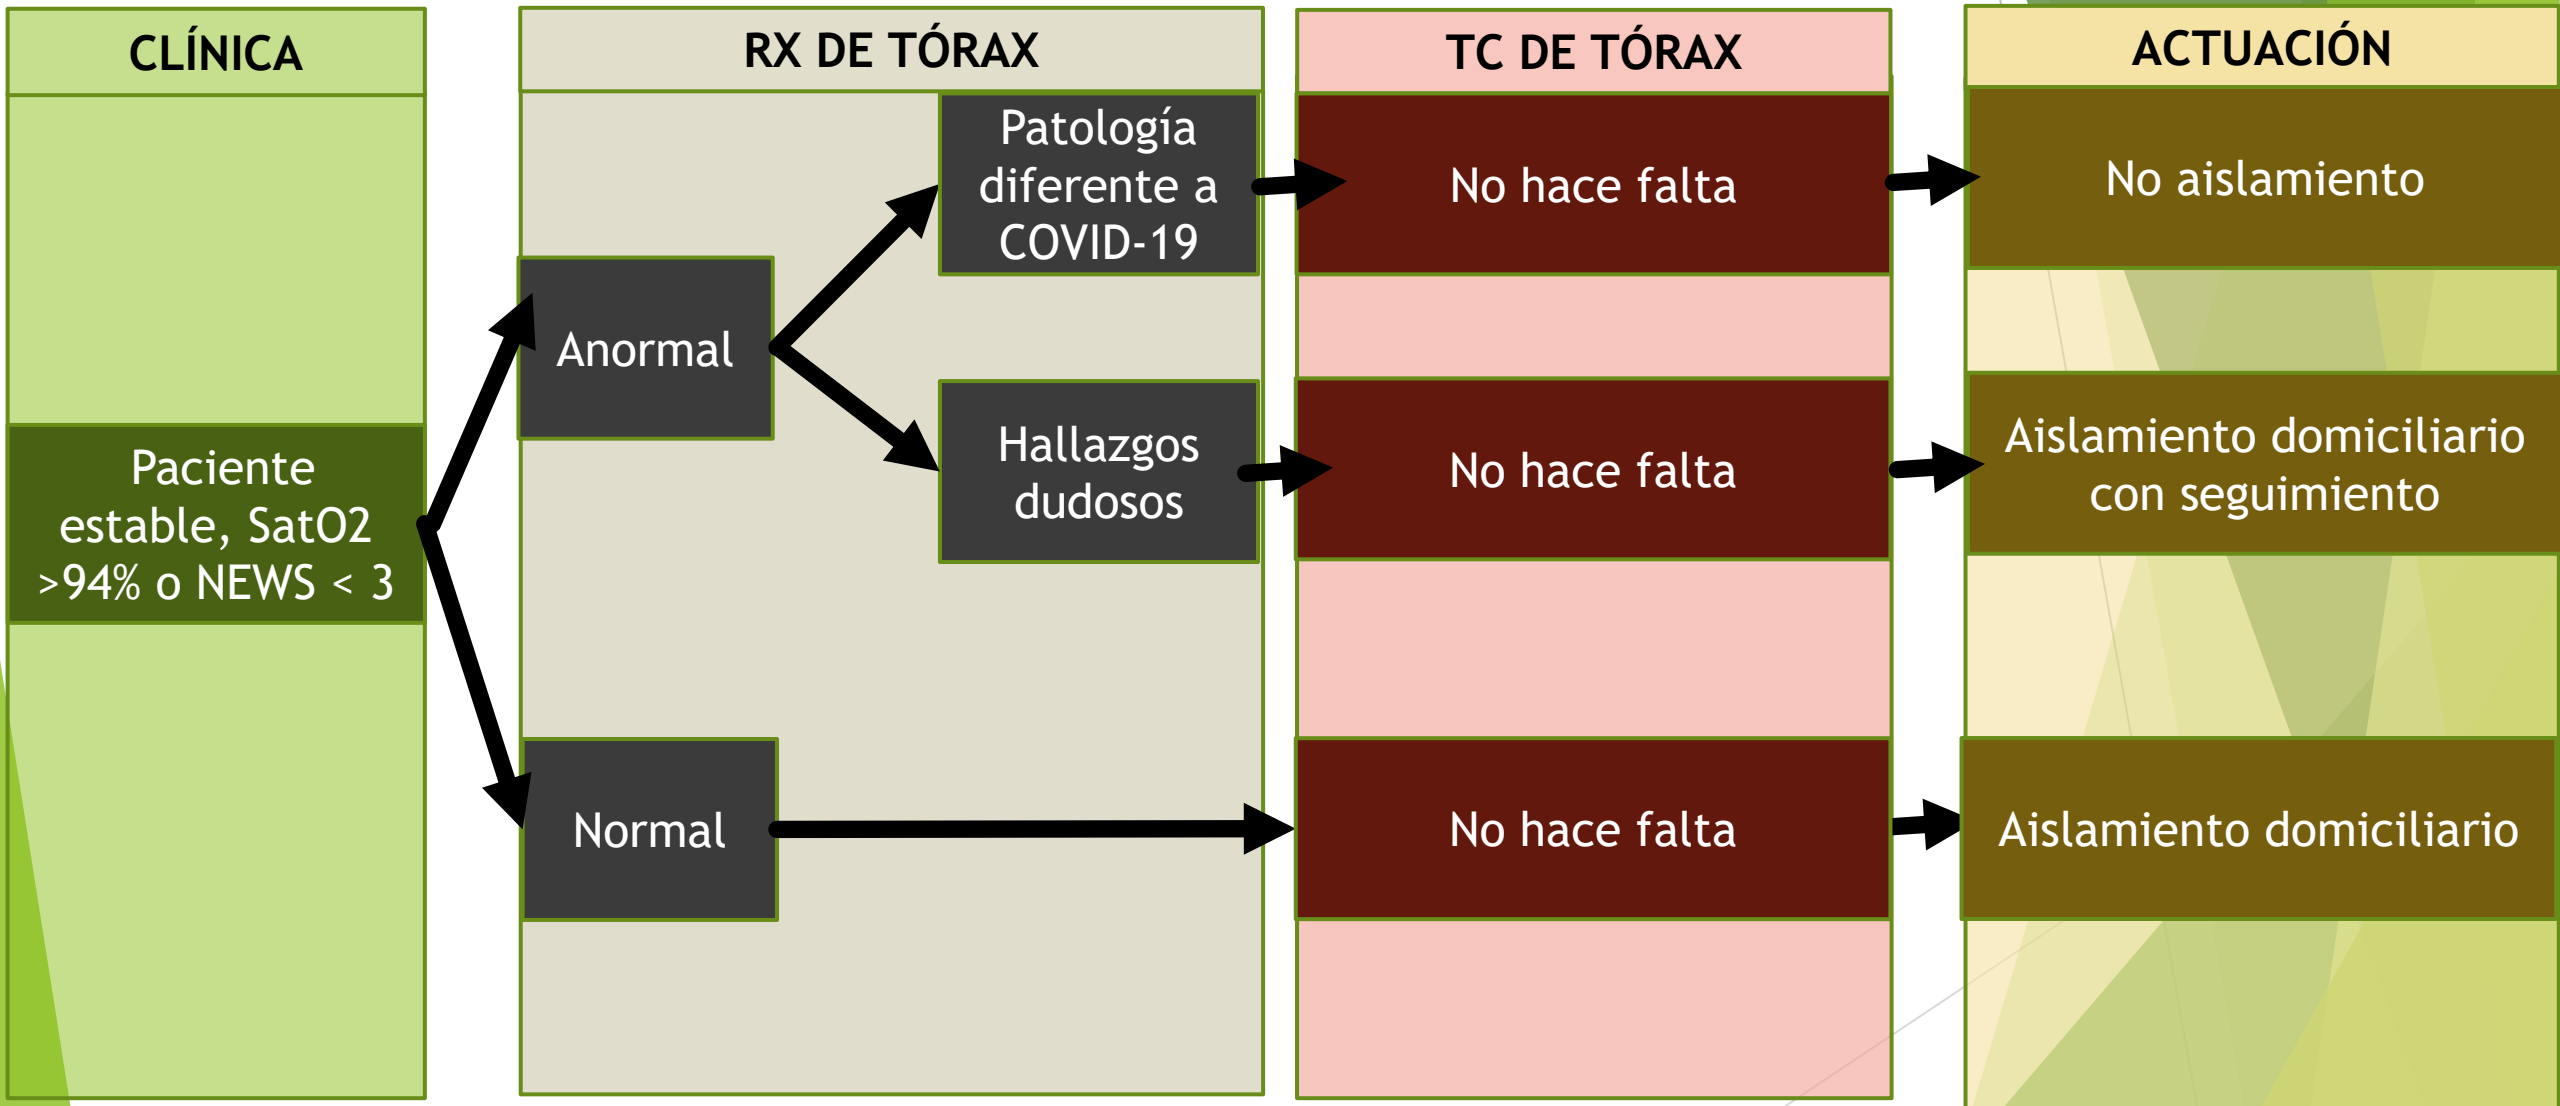 CLÍNICA
RX DE TÓRAX
TC DE TÓRAX
ACTUACIÓN
Paciente
estable, SatO2
>94% o NEWS < 3
Anormal
Patología
diferente a
COVID-19
No hace falta
No aislamiento
Hallazgos
dudosos
No hace falta
Aislamiento domiciliario
con seguimiento
Normal
No hace falta
Aislamiento domiciliario